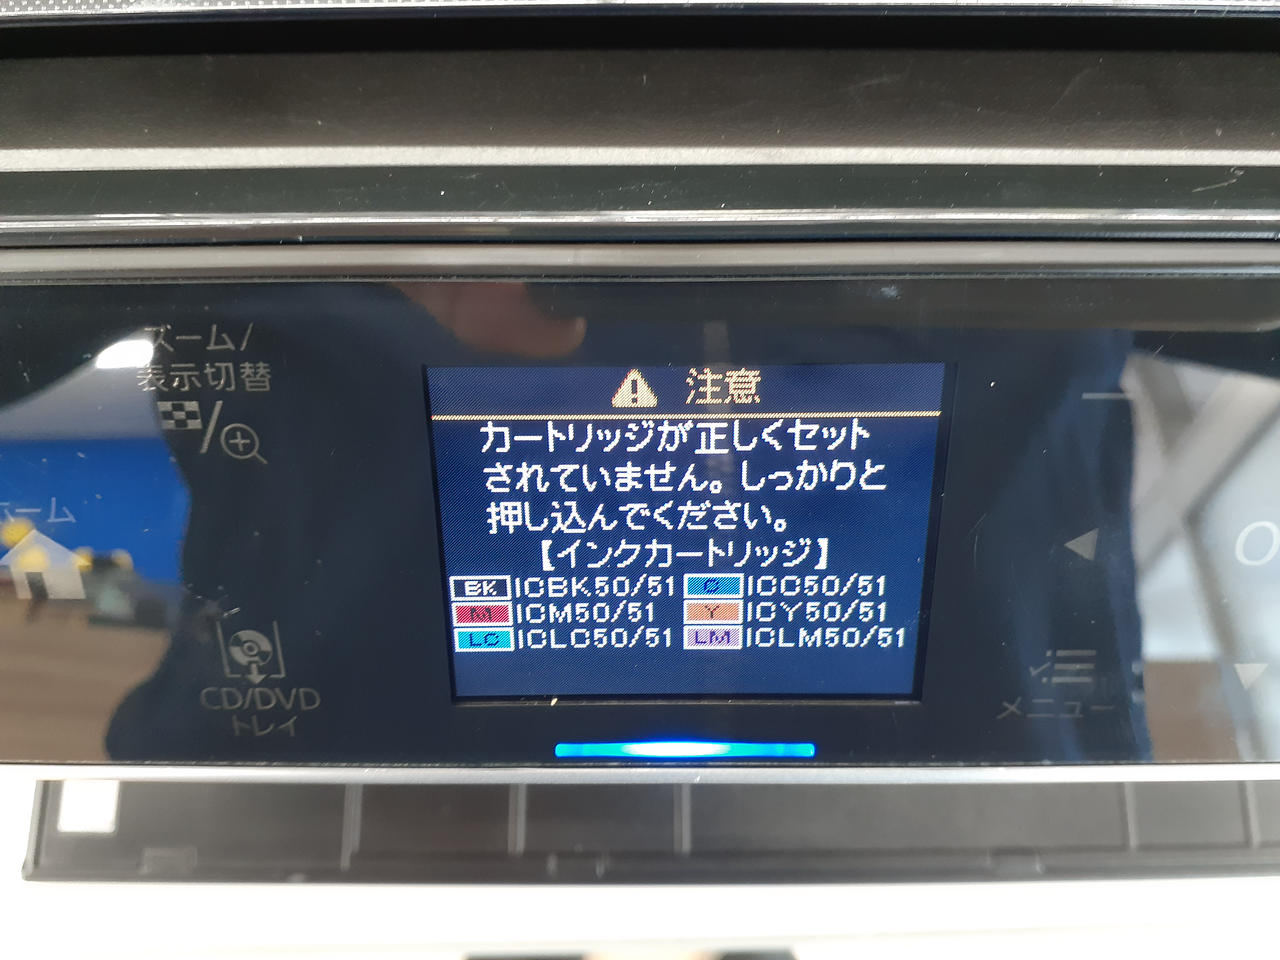 ズーム/
表示切替
ホーム
CD/DVD
トレイ
注意
カートリッジが正しくセット
されていません。しっかりと
押し込んでください。
【インクカートリッジ】
BK ICBK50/51 C ICC50/51
M ICM50/51 Y ICY50/51
LC ICLC50/51 LM ICLM50/51
メニュー